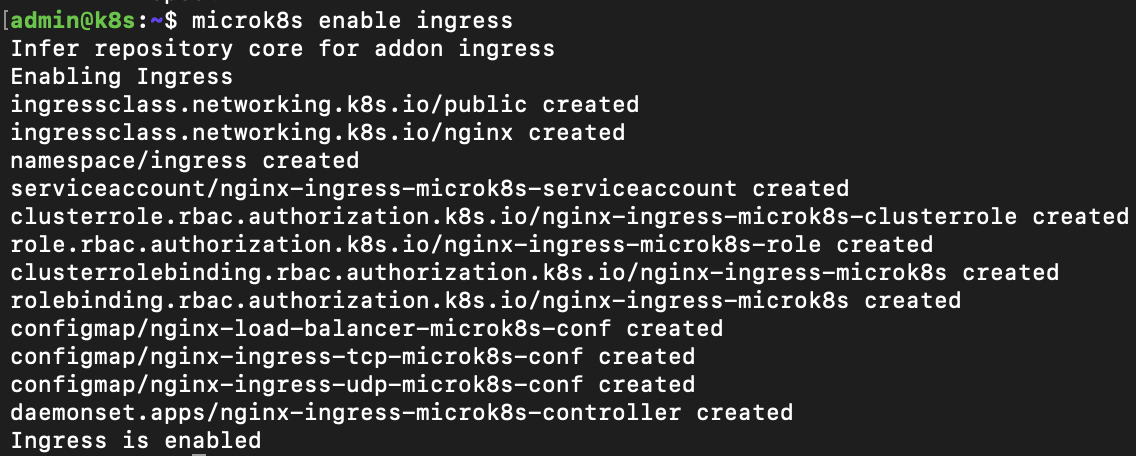 [admin@k8s:~$ microk8s enable ingress
Infer repository core for addon ingress
Enabling Ingress
ingressclass.networking.k8s.io/public created
ingressclass.networking.k8s.io/nginx created
namespace/ingress created
serviceaccount/nginx-ingress-microk8s-serviceaccount created
clusterrole.rbac.authorization.k8s.io/nginx-ingress-microk8s-clusterrole created
role.rbac.authorization.k8s.io/nginx-ingress-microk8s-role created
clusterrolebinding.rbac.authorization.k8s.io/nginx-ingress-microk8s created
rolebinding.rbac.authorization.k8s.io/nginx-ingress-microk8s created
configmap/nginx-load-balancer-microk8s-conf created
configmap/nginx-ingress-tcp-microk8s-conf created
configmap/nginx-ingress-udp-microk8s-conf created
daemonset.apps/nginx-ingress-microk8s-controller created
Ingress is enabled